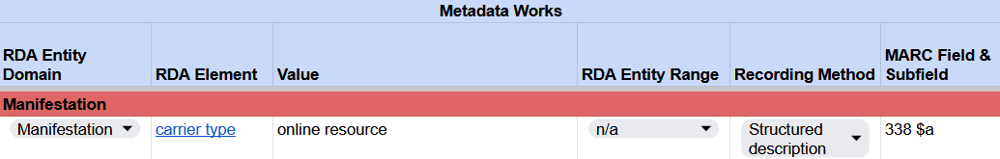 Metadata Works
RDA Entity Domain RDA Element Value RDA Entity Range Recording Method MARC Field & Subfield
Manifestation
Manifestation carrier type online resource n/a Structured description 338 $a